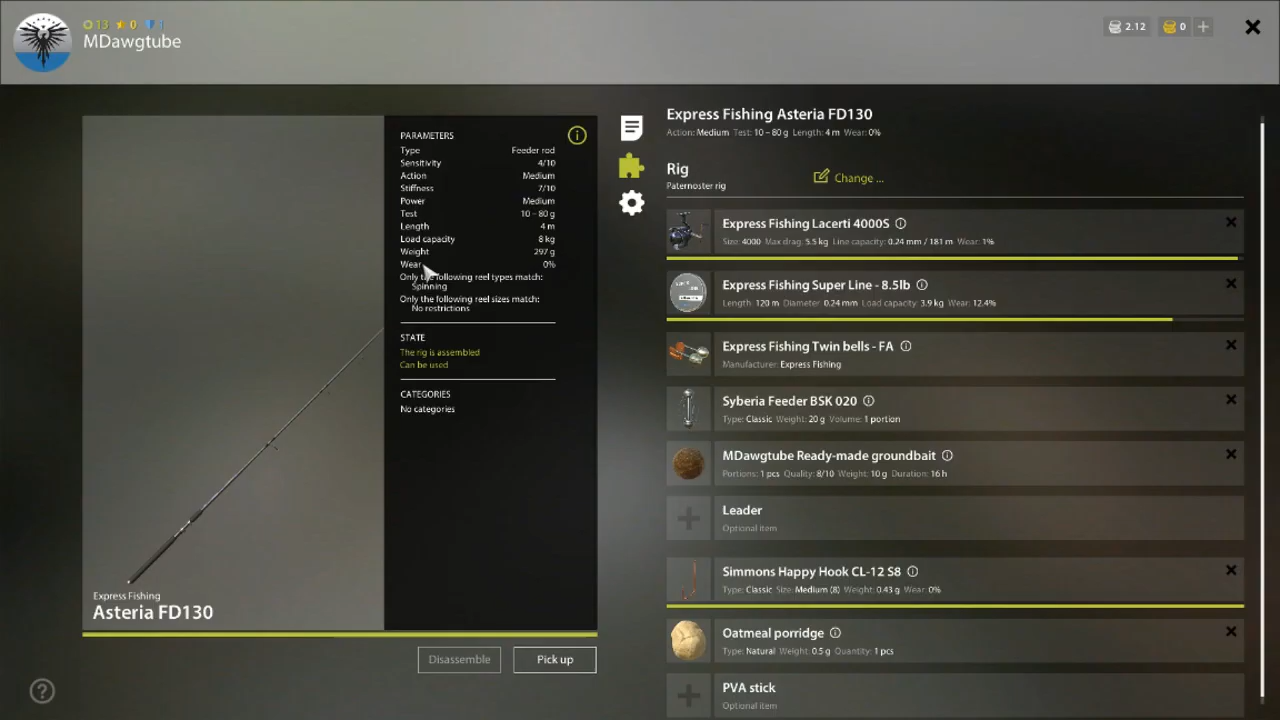 13 0 1
MDawgtube
2.12
0
PARAMETERS
Type Feeder rod
Sensitivity 4/10
Action Medium
Stiffness 7/10
Power Medium
Test 10 – 80 g
Length 4 m
Load capacity 8 kg
Weight 297 g
Wear 0%
Only the following reel types match:
Spinning
Only the following reel sizes match:
No restrictions
STATE
The rig is assembled
Can be used
CATEGORIES
No categories
Express Fishing
Asteria FD130
Disassemble
Pick up
Express Fishing Asteria FD130
Action: Medium Test: 10 – 80 g Length: 4 m Wear: 0%
Rig
Paternoster rig
Change ...
Express Fishing Lacerti 4000S
Size: 4000 Max drag: 5.5 kg Line capacity: 0.24 mm / 181 m Wear: 1%
Express Fishing Super Line - 8.5lb
Length: 120 m Diameter: 0.24 mm Load capacity: 3.9 kg Wear: 12.4%
Express Fishing Twin bells - FA
Manufacturer: Express Fishing
Syberia Feeder BSK 020
Type: Classic Weight: 20 g Volume: 1 portion
MDawgtube Ready-made groundbait
Portions: 1 pcs Quality: 8/10 Weight: 10 g Duration: 16 h
Leader
Optional item
Simmons Happy Hook CL-12 S8
Type: Classic Size: Medium (8) Weight: 0.43 g Wear: 0%
Oatmeal porridge
Type: Natural Weight: 0.5 g Quantity: 1 pcs
PVA stick
Optional item